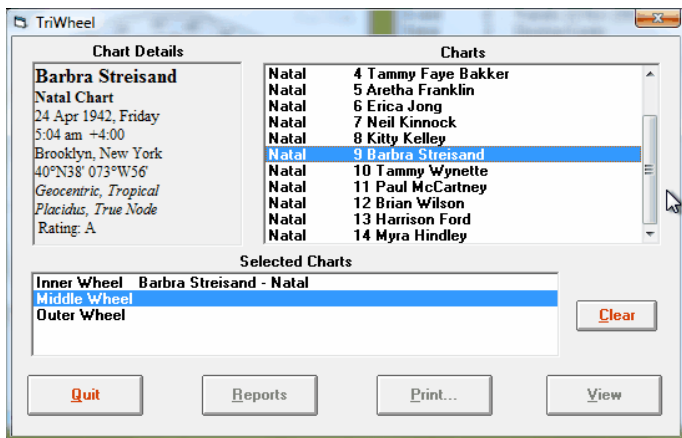 TriWheel
Chart Details
Barbra Streisand
Natal Chart
24 Apr 1942, Friday
5:04 am +4:00
Brooklyn, New York
40°N38' 073°W56'
Geocentric, Tropical
Placidus, True Node
Rating: A
Charts
Natal 4 Tammy Faye Bakker
Natal 5 Aretha Franklin
Natal 6 Erica Jong
Natal 7 Neil Kinnock
Natal 8 Kitty Kelley
Natal 9 Barbra Streisand
Natal 10 Tammy Wynette
Natal 11 Paul McCartney
Natal 12 Brian Wilson
Natal 13 Harrison Ford
Natal 14 Myra Hindley
Selected Charts
Inner Wheel Barbra Streisand - Natal
Middle Wheel
Outer Wheel
Clear
Quit
Reports
Print...
View